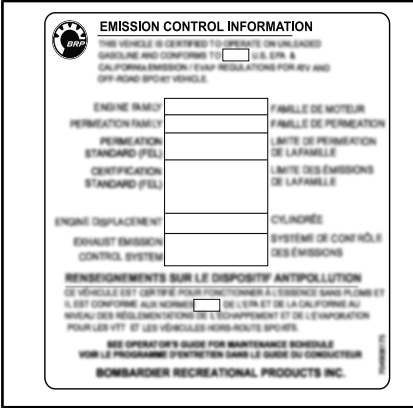 EMISSION CONTROL INFORMATION
BRP
THIS VEHICLE IS CERTIFIED TO OPERATE ON UNLEADED
GASOLINE AND CONFORMS TO U.S. EPA &
CALIFORNIA EMISSION / EVAP REGULATIONS FOR ATV AND
OFF-ROAD SPORT VEHICLE.
ENGINE FAMILY FAMILLE DE MOTEUR
PERMEATION FAMILY FAMILLE DE PERMEATION
PERMEATION LIMITE DE PERMEATION
STANDARD (FEL) DE LA FAMILLE
CERTIFICATION LIMITE DES ÉMISSIONS
STANDARD (FEL) DE LA FAMILLE
ENGINE DISPLACEMENT CYLINDRÉE
EXHAUST EMISSION SYSTÈME DE CONTRÔLE
CONTROL SYSTEM DES ÉMISSIONS
RENSEIGNEMENTS SUR LE DISPOSITIF ANTIPOLLUTION
CE VÉHICULE EST CERTIFIÉ POUR FONCTIONNER À L'ESSENCE SANS PLOMB ET
IL EST CONFORME AUX NORMES DE L'EPA ET DE LA CALIFORNIE AU
NIVEAU DES RÉGLEMENTATIONS DE L'ÉCHAPPEMENT ET DE L'ÉVAPORATION
POUR LES VTT ET LES VÉHICULES HORS-ROUTE SPORTS.
SEE OPERATOR'S GUIDE FOR MAINTENANCE SCHEDULE
VOIR LE PROGRAMME D'ENTRETIEN DANS LE GUIDE DU CONDUCTEUR
BOMBARDIER RECREATIONAL PRODUCTS INC.